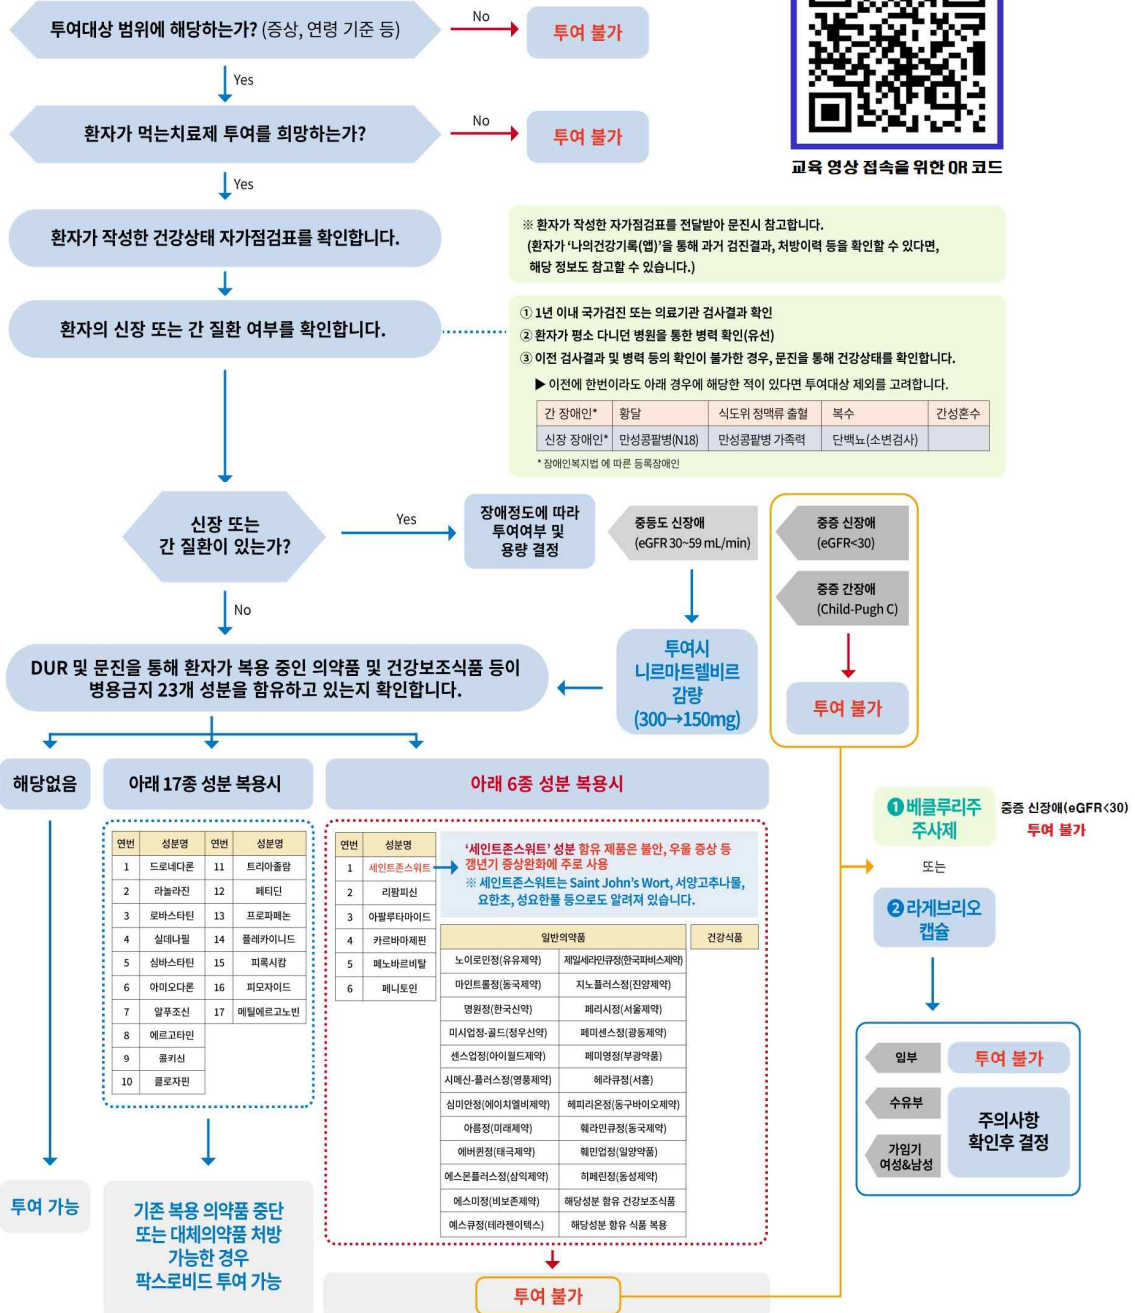 투여대상 범위에 해당하는가? (증상, 연령 기준 등)
No
투여 불가
Yes
환자가 먹는치료제 투여를 희망하는가?
No
투여 불가
교육 영상 접속을 위한 QR 코드
Yes
환자가 작성한 건강상태 자가점검표를 확인합니다.
※ 환자가 작성한 자가점검표를 전달받아 문진시 참고합니다.
(환자가 '나의건강기록(앱)'을 통해 과거 검진결과, 처방이력 등을 확인할 수 있다면,
해당 정보도 참고할 수 있습니다.)
환자의 신장 또는 간 질환 여부를 확인합니다.
① 1년 이내 국가검진 또는 의료기관 검사결과 확인
② 환자가 평소 다니던 병원을 통한 병력 확인(유선)
③ 이전 검사결과 및 병력 등의 확인이 불가한 경우, 문진을 통해 건강상태를 확인합니다.
▶ 이전에 한번이라도 아래 경우에 해당한 적이 있다면 투여대상 제외를 고려합니다.
간 장애인* 황달 식도위 정맥류 출혈 복수 간성혼수
신장 장애인* 만성콩팥병(N18) 만성콩팥병 가족력 단백뇨(소변검사)
* 장애인복지법 에 따른 등록장애인
신장 또는
간 질환이 있는가?
Yes
장애정도에 따라
투여여부 및
용량 결정
중등도 신장애
(eGFR 30~59 mL/min)
중증 신장애
(eGFR<30)
중증 간장애
(Child-Pugh C)
No
투여시
니르마트렐비르
감량
(300→150mg)
투여 불가
DUR 및 문진을 통해 환자가 복용 중인 의약품 및 건강보조식품 등이
병용금지 23개 성분을 함유하고 있는지 확인합니다.
해당없음
아래 17종 성분 복용시
아래 6종 성분 복용시
연번 성분명 연번 성분명
1 드로네다론 11 트리아졸람
2 라놀라진 12 페티딘
3 로바스타틴 13 프로파페논
4 실데나필 14 플레카이니드
5 심바스타틴 15 피록시캄
6 아미오다론 16 피모자이드
7 알푸조신 17 메틸에르고노빈
8 에르고타민
9 콜키신
10 클로자핀
연번 성분명
1 세인트존스워트
2 리팜피신
3 아팔루타마이드
4 카르바마제핀
5 페노바르비탈
6 페니토인
'세인트존스워트' 성분 함유 제품은 불안, 우울 증상 등
갱년기 증상완화에 주로 사용
※ 세인트존스워트는 Saint John's Wort, 서양고추나물,
요한초, 성요한풀 등으로도 알려져 있습니다.
일반의약품 건강식품
노이로민정(유유제약) 제일세라민큐정(한국파비스제약)
마인트롤정(동국제약) 지노플러스정(진양제약)
명원정(한국신약) 페리시정(서울제약)
미시업정-골드(정우신약) 페미센스정(광동제약)
센스업정(아이월드제약) 페미영정(부광약품)
시메신-플러스정(영풍제약) 헤라큐정(서흥)
심미안정(에이치엘비제약) 헤피리온정(동구바이오제약)
아름정(미래제약) 훼라민큐정(동국제약)
에버퀸정(태극제약) 훼민업정(일양약품)
에스몬플러스정(삼익제약) 히페린정(동성제약)
에스미정(비보존제약) 해당성분 함유 건강보조식품
예스큐정(테라젠이텍스) 해당성분 함유 식품 복용
❶ 베클루리주
주사제
중증 신장애(eGFR<30)
투여 불가
또는
❷ 라게브리오
캡슐
임부
투여 불가
수유부
가임기
여성&남성
주의사항
확인후 결정
투여 가능
기존 복용 의약품 중단
또는 대체의약품 처방
가능한 경우
팍스로비드 투여 가능
투여 불가